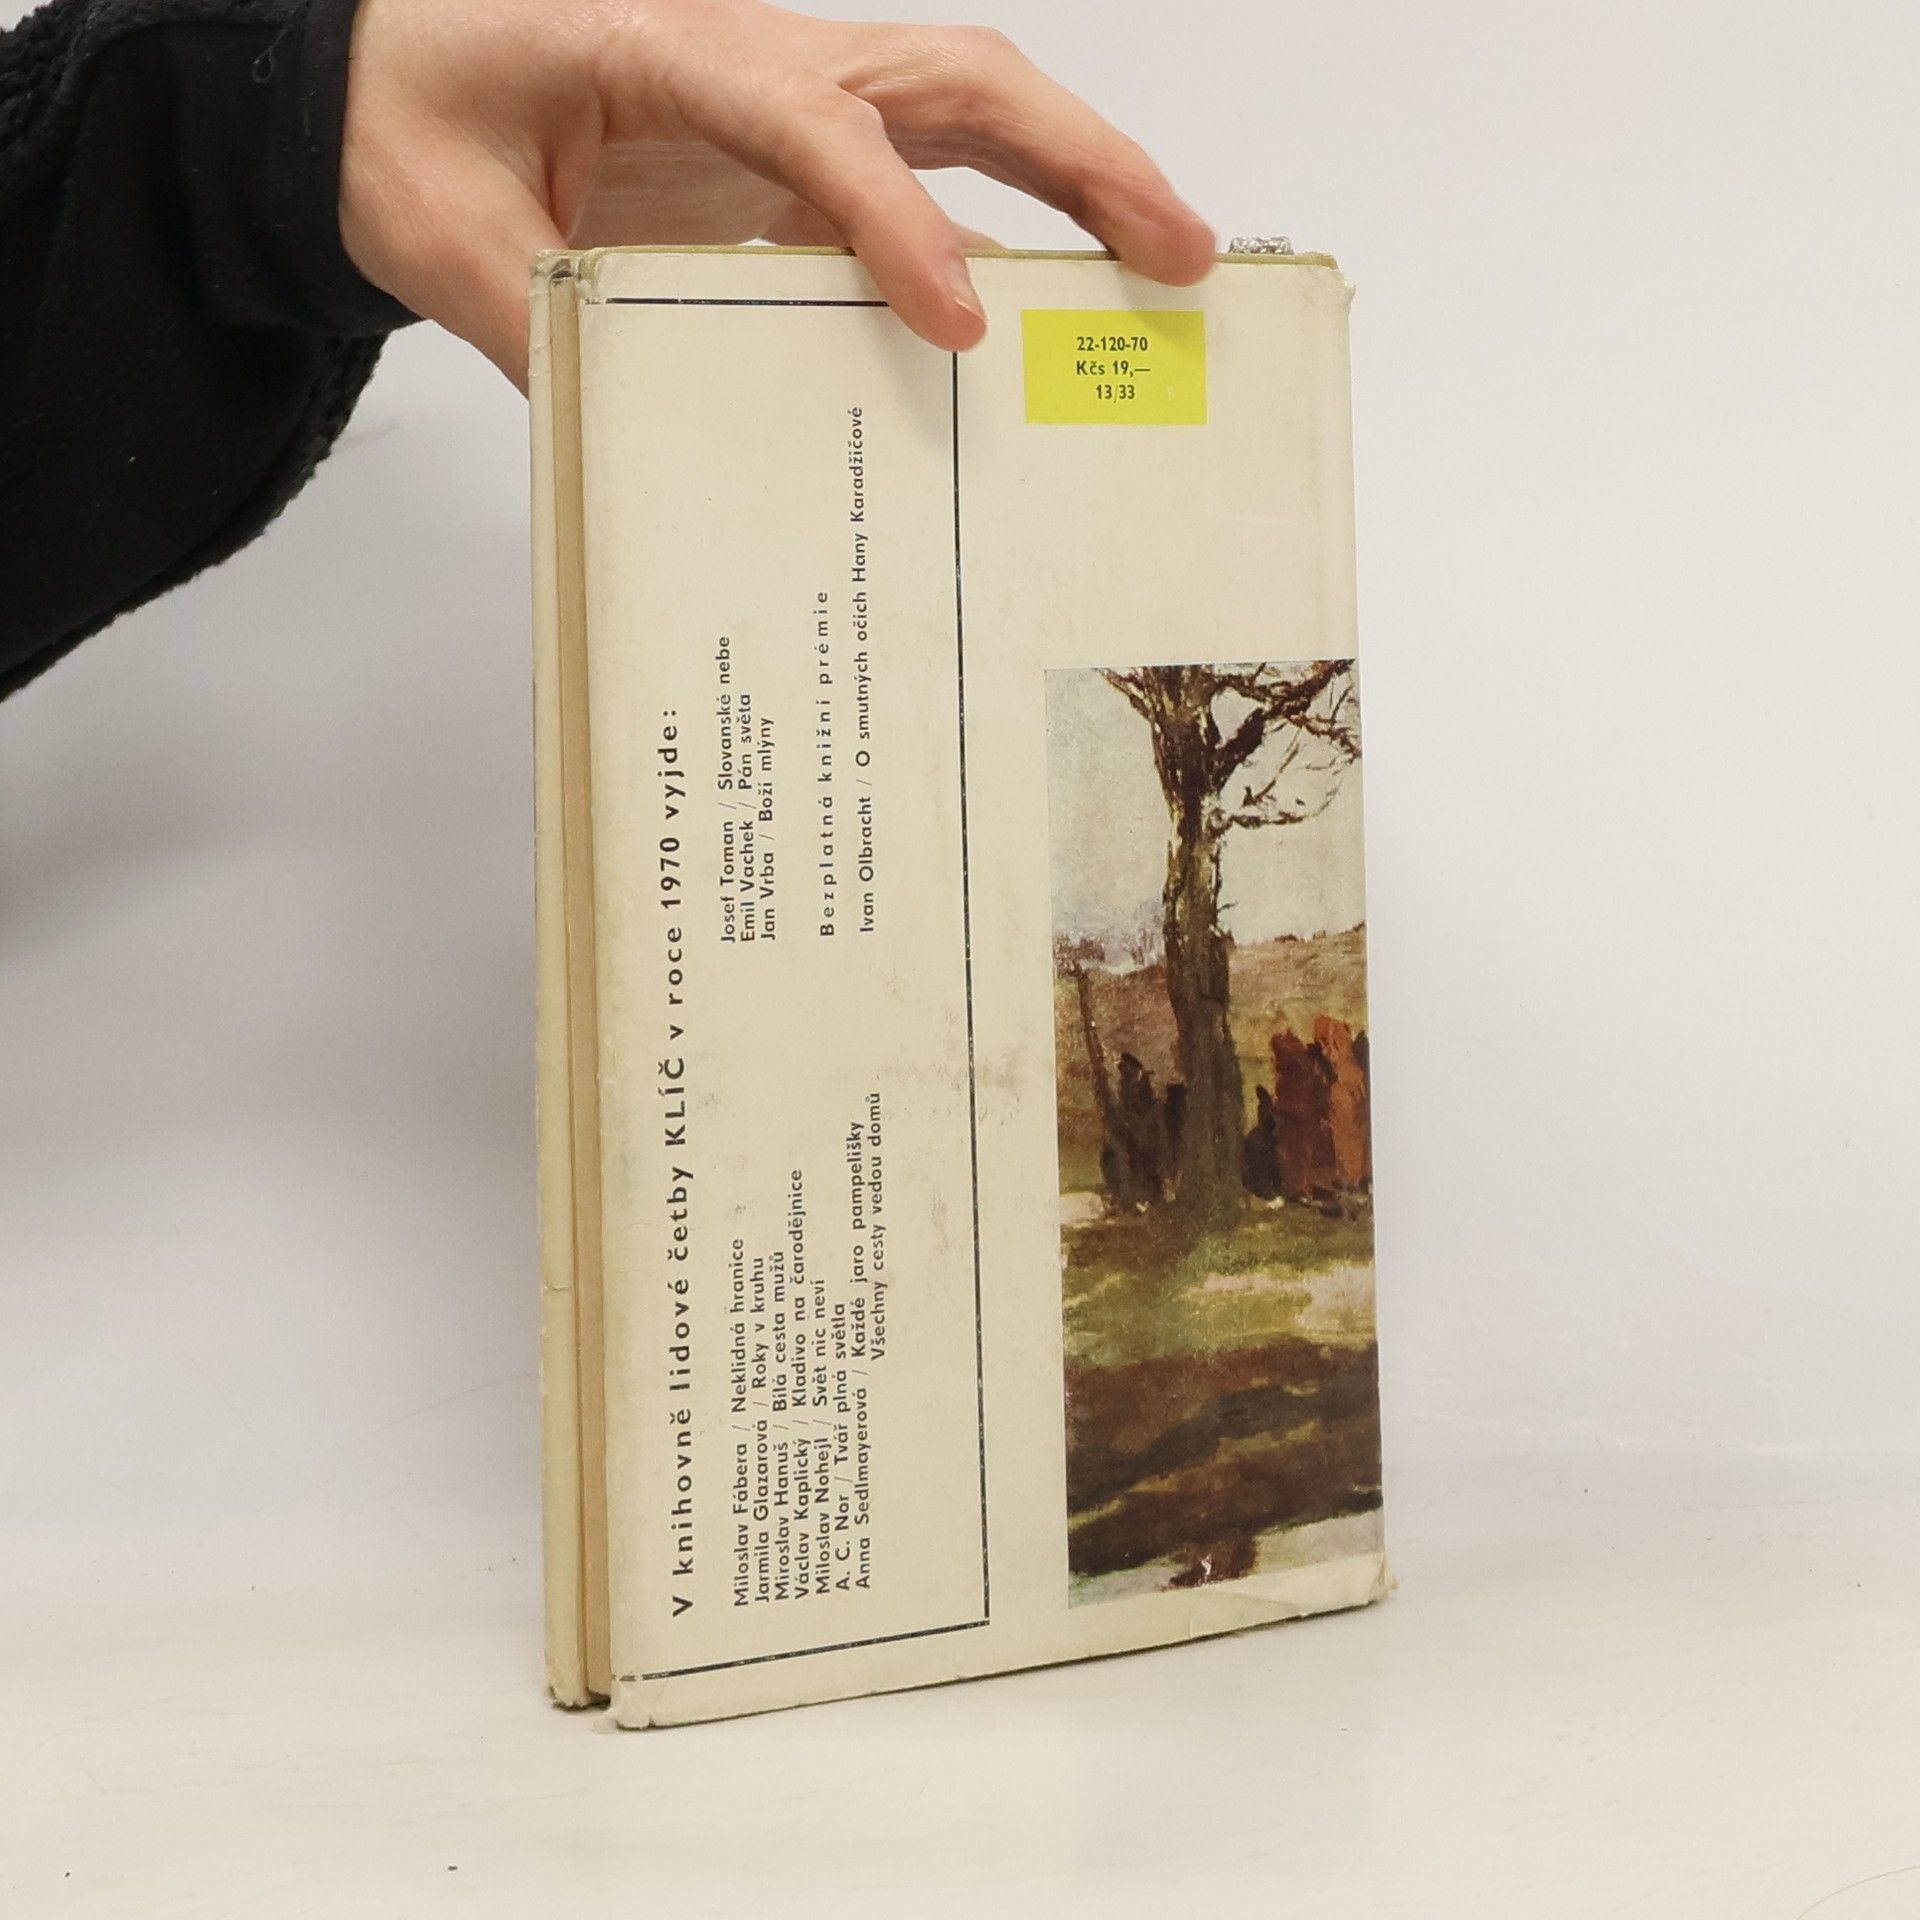 22-120-70
Kčs 19,—
13/33
V knihovně lidové četby KLÍČ v roce 1970 vyjde:
Miloslav Fábera / Neklidná hranice
Jarmila Glazarová / Roky v kruhu
Miroslav Hanuš / Bílá cesta mužů
Václav Kaplický / Kladivo na čarodějnice
Miloslav Nohejl / Svět nic neví
A. C. Nor / Tvář plná světla
Anna Sedlmayerová / Každé jaro pampelišky
Všechny cesty vedou domů
Josef Toman / Slovanské nebe
Emil Vachek / Pán světa
Jan Vrba / Boží mlýny
Bezplatná knižní prémie
Ivan Olbracht / O smutných očích Hany Karadžičové